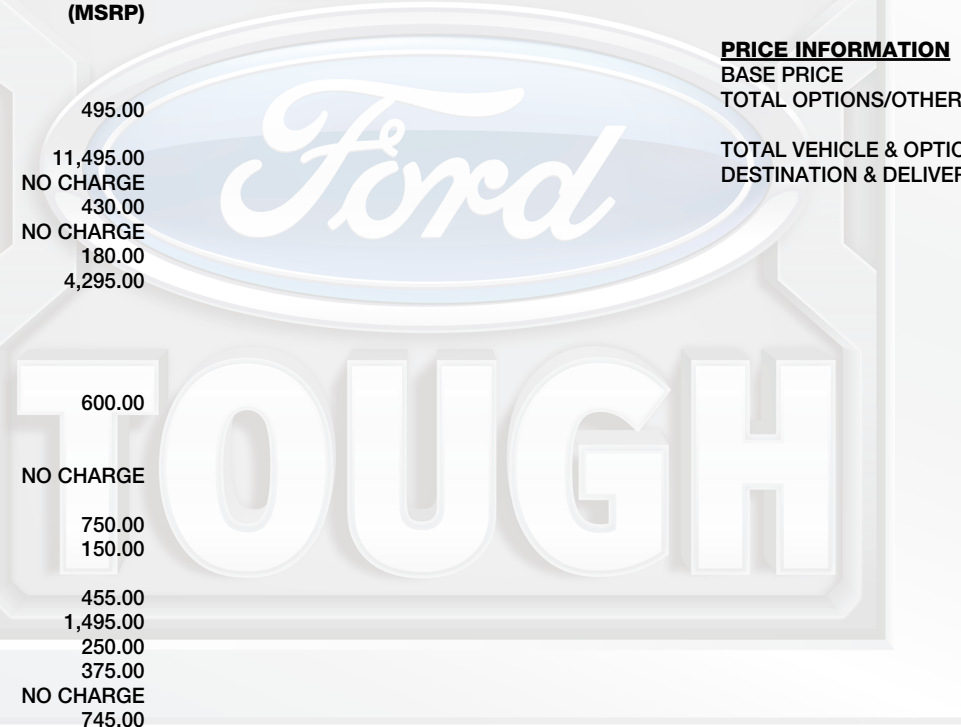 (MSRP)
495.00
11,495.00
NO CHARGE
430.00
NO CHARGE
180.00
4,295.00
600.00
NO CHARGE
750.00
150.00
455.00
1,495.00
250.00
375.00
NO CHARGE
745.00
PRICE INFORMATION
BASE PRICE
TOTAL OPTIONS/OTHER
TOTAL VEHICLE & OPTIO
DESTINATION & DELIVER
Ford
TOUGH